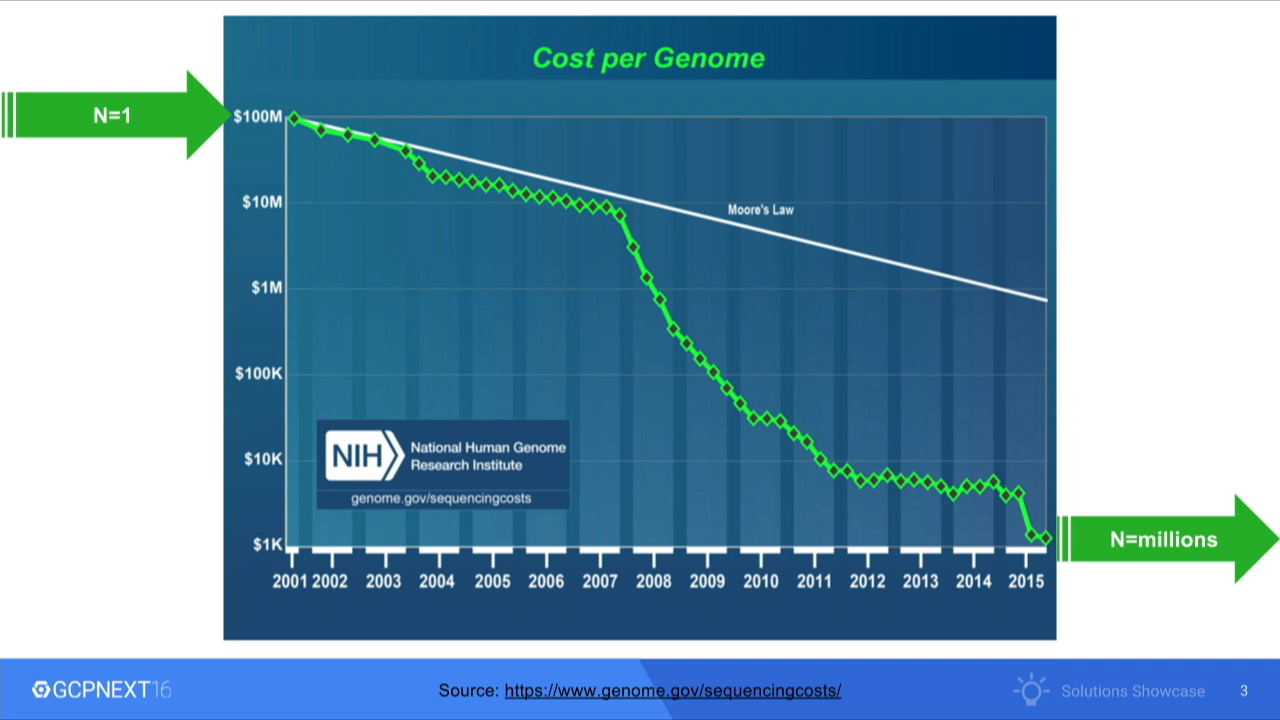 Cost per Genome
N=1
$100M
$10M
$1M
$100K
$10K
$1K
Moore's Law
NIH
National Human Genome
Research Institute
genome.gov/sequencingcosts
2001 2002 2003 2004 2005 2006 2007 2008 2009 2010 2011 2012 2013 2014 2015
N=millions
GCPNEXT16
Source: https://www.genome.gov/sequencingcosts/
Solutions Showcase
3